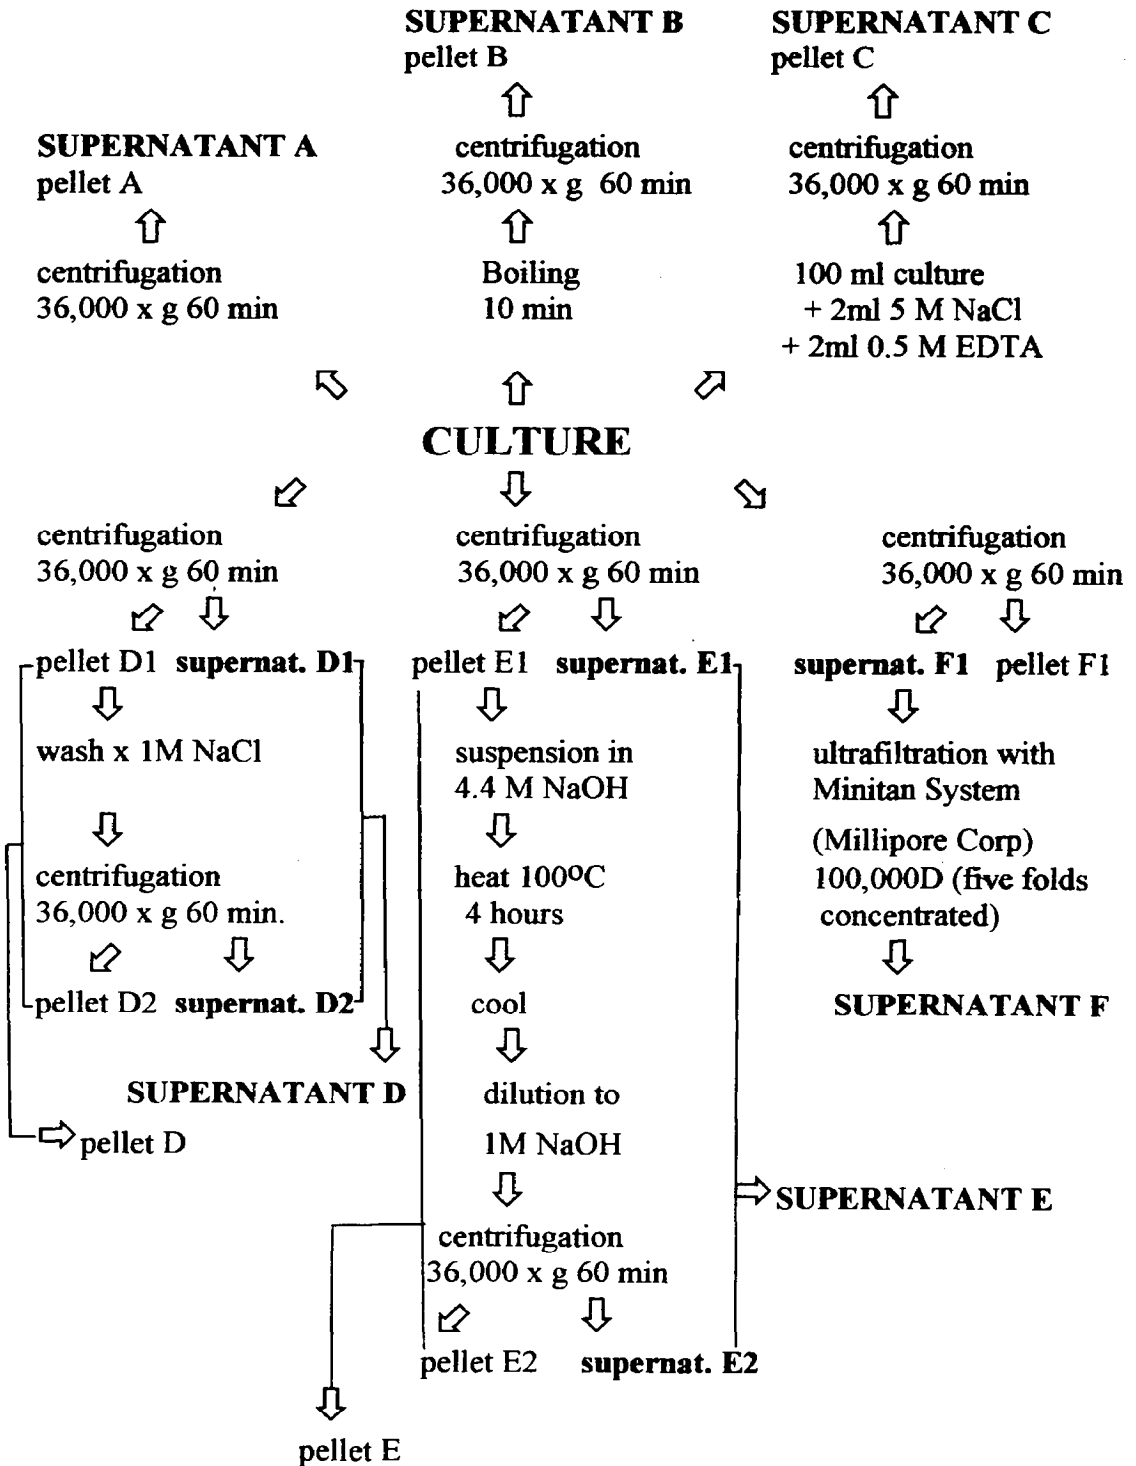 SUPERNATANT B
pellet B
SUPERNATANT C
pellet C
SUPERNATANT A
pellet A
centrifugation
36,000 x g 60 min
centrifugation
36,000 x g 60 min
centrifugation
36,000 x g 60 min
Boiling
10 min
100 ml culture
+ 2ml 5 M NaCl
+ 2ml 0.5 M EDTA
CULTURE
centrifugation
36,000 x g 60 min
centrifugation
36,000 x g 60 min
centrifugation
36,000 x g 60 min
pellet D1 supernat. D1
pellet E1 supernat. E1
supernat. F1 pellet F1
wash x 1M NaCl
suspension in
4.4 M NaOH
ultrafiltration with
Minitan System
(Millipore Corp)
100,000D (five folds
concentrated)
centrifugation
36,000 x g 60 min.
heat 100ºC
4 hours
pellet D2 supernat. D2
cool
SUPERNATANT F
SUPERNATANT D
dilution to
1M NaOH
pellet D
SUPERNATANT E
centrifugation
36,000 x g 60 min
pellet E2 supernat. E2
pellet E